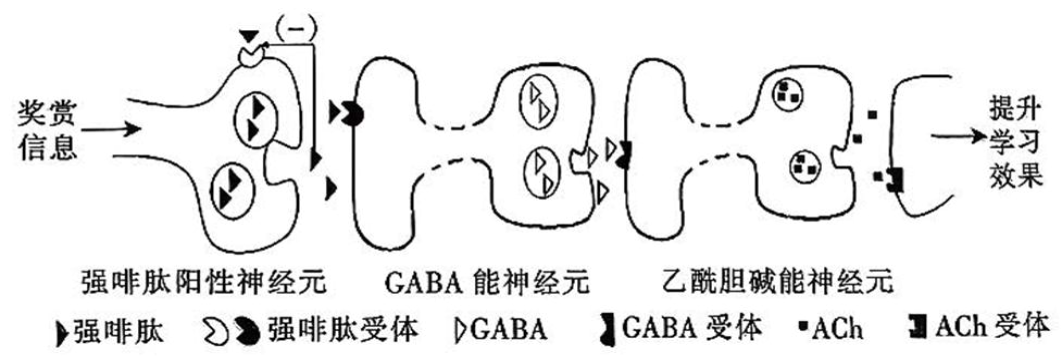 (一)
奖赏
信息
提升
学习
效果
强啡肽阳性神经元
GABA 能神经元
乙酰胆碱能神经元
强啡肽
强啡肽受体
GABA
GABA 受体
ACh
ACh 受体